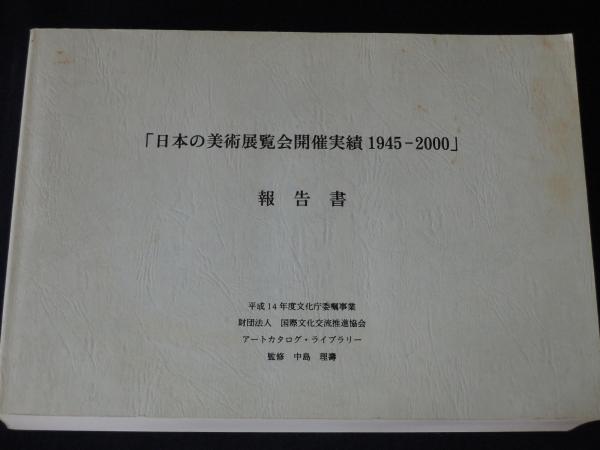 「日本の美術展覧会開催実績 1945−2000」
報告書
平成14年度文化庁委嘱事業
財団法人 国際文化交流推進協会
アートカタログ・ライブラリー
監修 中島 理壽